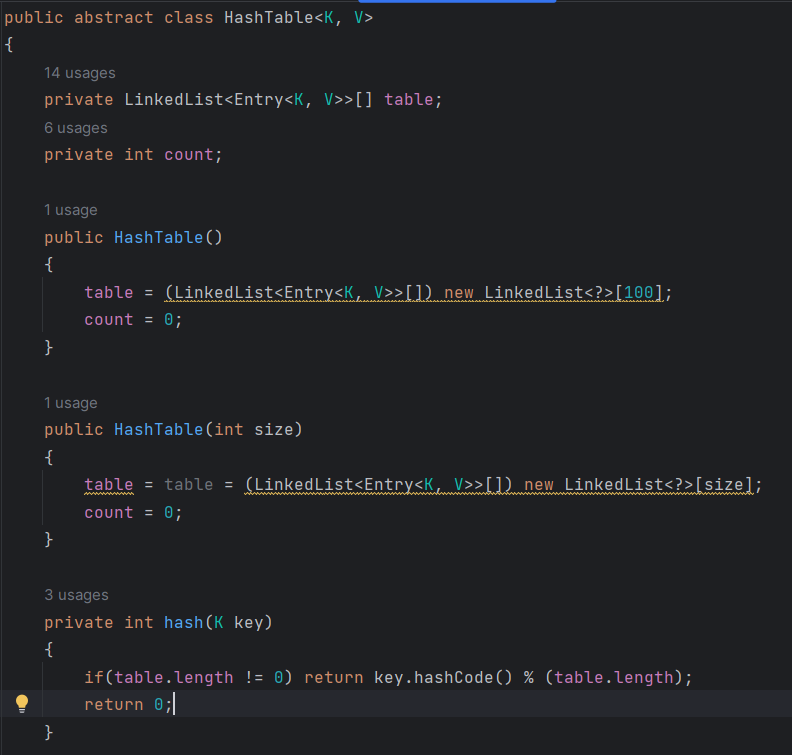 public abstract class HashTable<K, V>
{
14 usages
private LinkedList<Entry<K, V>>[] table;
6 usages
private int count;
1 usage
public HashTable()
{
table = (LinkedList<Entry<K, V>>[]) new LinkedList<?>[100];
count = 0;
}
1 usage
public HashTable(int size)
{
table = table = (LinkedList<Entry<K, V>>[]) new LinkedList<?>[size];
count = 0;
}
3 usages
private int hash(K key)
{
if(table.length != 0) return key.hashCode() % (table.length);
return 0;
}